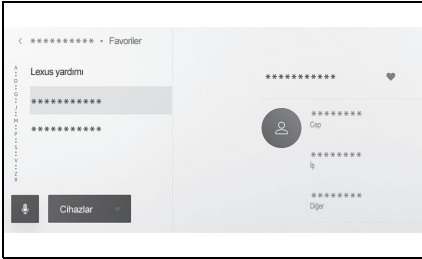 < ********** • Favoriler
A
D
G
J
M
P
S
V
Z
#
Lexus yardımı
***********
***********
Cihazlar
***********
********
Cep
********
İş
********
Diğer